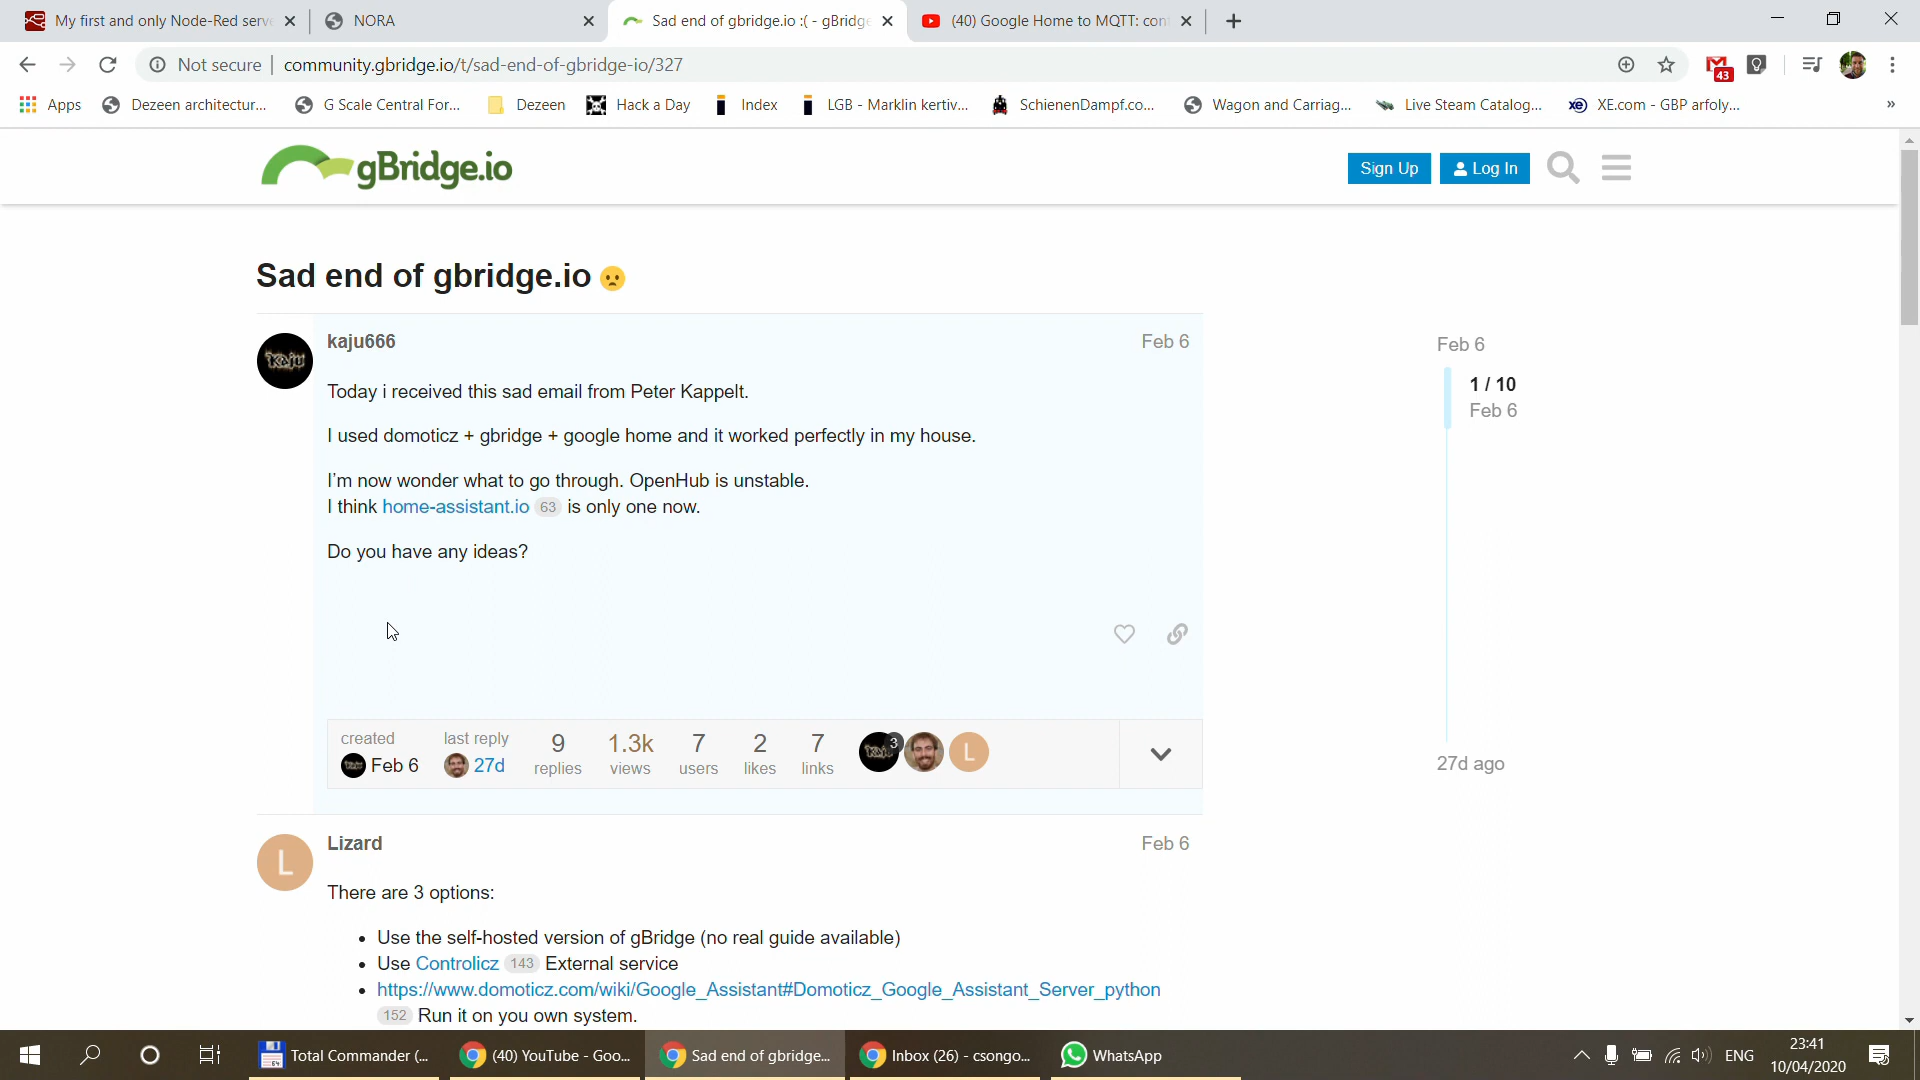 My first and only Node-Red serve
NORA
Sad end of gbridge.io :( - gBridge
(40) Google Home to MQTT: cont
Not secure
community.gbridge.io/t/sad-end-of-gbridge-io/327
43
Apps
Dezeen architectur...
G Scale Central For...
Dezeen
Hack a Day
Index
LGB - Marklin kertiv...
SchienenDampf.co...
Wagon and Carriag...
Live Steam Catalog...
XE.com - GBP arfoly...
»
gBridge.io
Sign Up
Log In
Sad end of gbridge.io
kaju666
Feb 6
Today i received this sad email from Peter Kappelt.
I used domoticz + gbridge + google home and it worked perfectly in my house.
I'm now wonder what to go through. OpenHub is unstable.
I think home-assistant.io 63 is only one now.
Do you have any ideas?
Feb 6
1 / 10
Feb 6
27d ago
created
Feb 6
last reply
27d
9
replies
1.3k
views
7
users
2
likes
7
links
3
L
L
Lizard
Feb 6
There are 3 options:
• Use the self-hosted version of gBridge (no real guide available)
• Use Controlicz 143 External service
• https://www.domoticz.com/wiki/Google_Assistant#Domoticz_Google_Assistant_Server_python
152 Run it on you own system.
Total Commander (...
(40) YouTube - Goo...
Sad end of gbridge...
Inbox (26) - csongo...
WhatsApp
ENG
23:41
10/04/2020